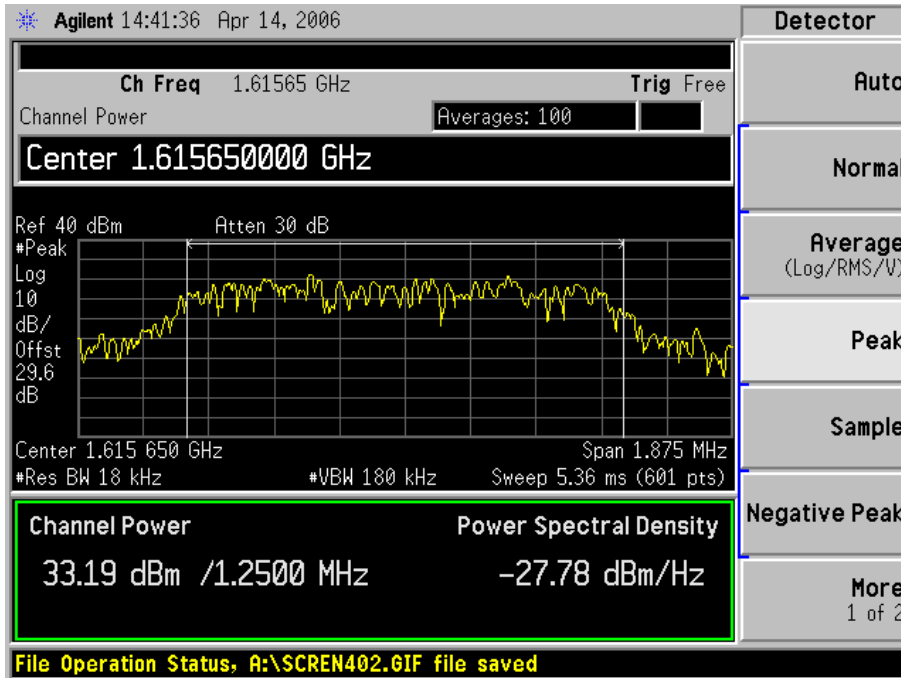 Agilent 14:41:36 Apr 14, 2006
Detector
Ch Freq 1.61565 GHz
Trig Free
Channel Power
Averages: 100
Center 1.615650000 GHz
Ref 40 dBm
Atten 30 dB
#Peak
Log
10
dB/
Offst
29.6
dB
Center 1.615 650 GHz
Span 1.875 MHz
#Res BW 18 kHz
#VBW 180 kHz
Sweep 5.36 ms (601 pts)
Channel Power
Power Spectral Density
33.19 dBm /1.2500 MHz
-27.78 dBm/Hz
File Operation Status, A:\SCREN402.GIF file saved
Auto
Normal
Average
(Log/RMS/V)
Peak
Sample
Negative Peak
More
1 of 2